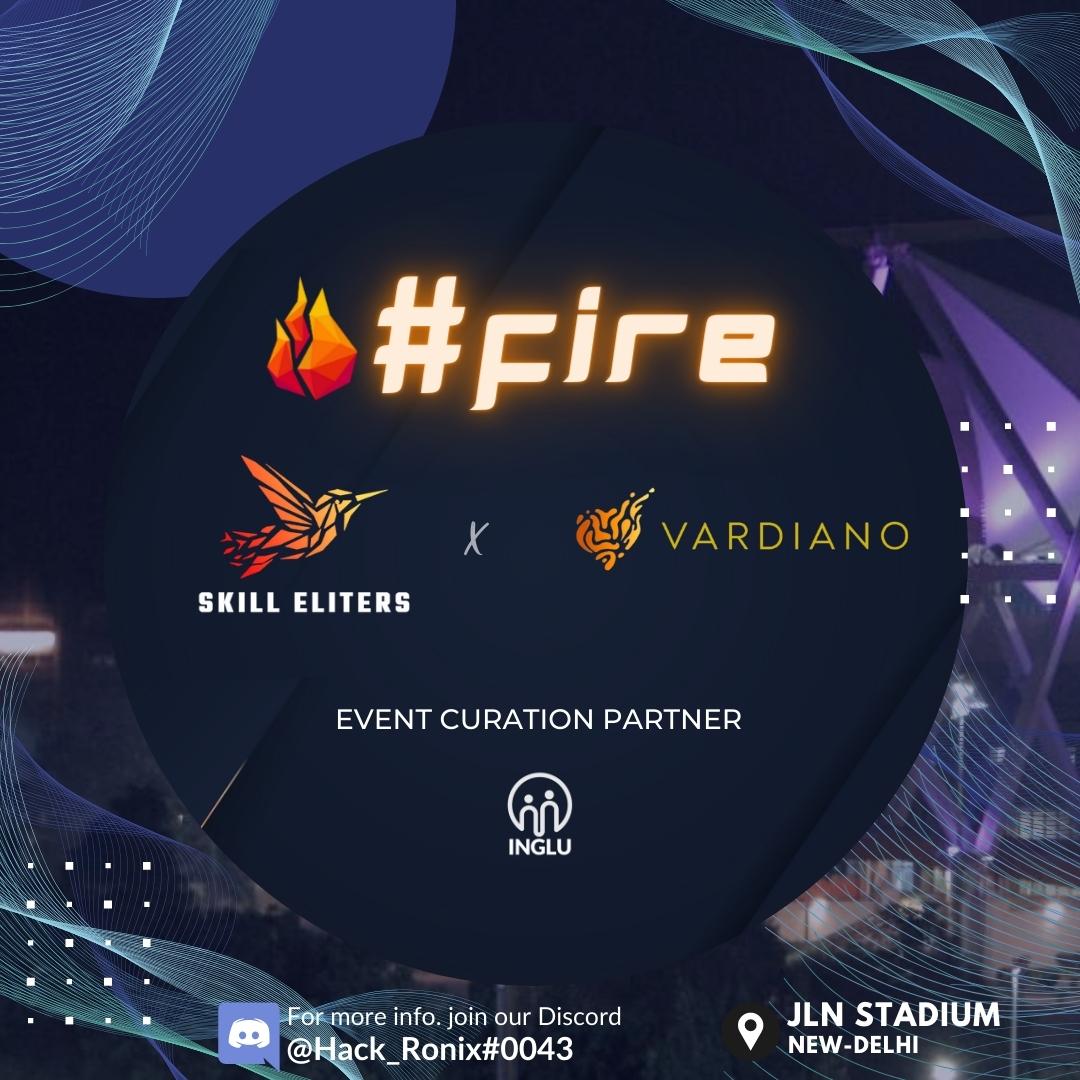 #fire
SKILL ELITERS
X
VARDIANO
EVENT CURATION PARTNER
INGLU
For more info. join our Discord
@Hack_Ronix#0043
JLN STADIUM
NEW-DELHI